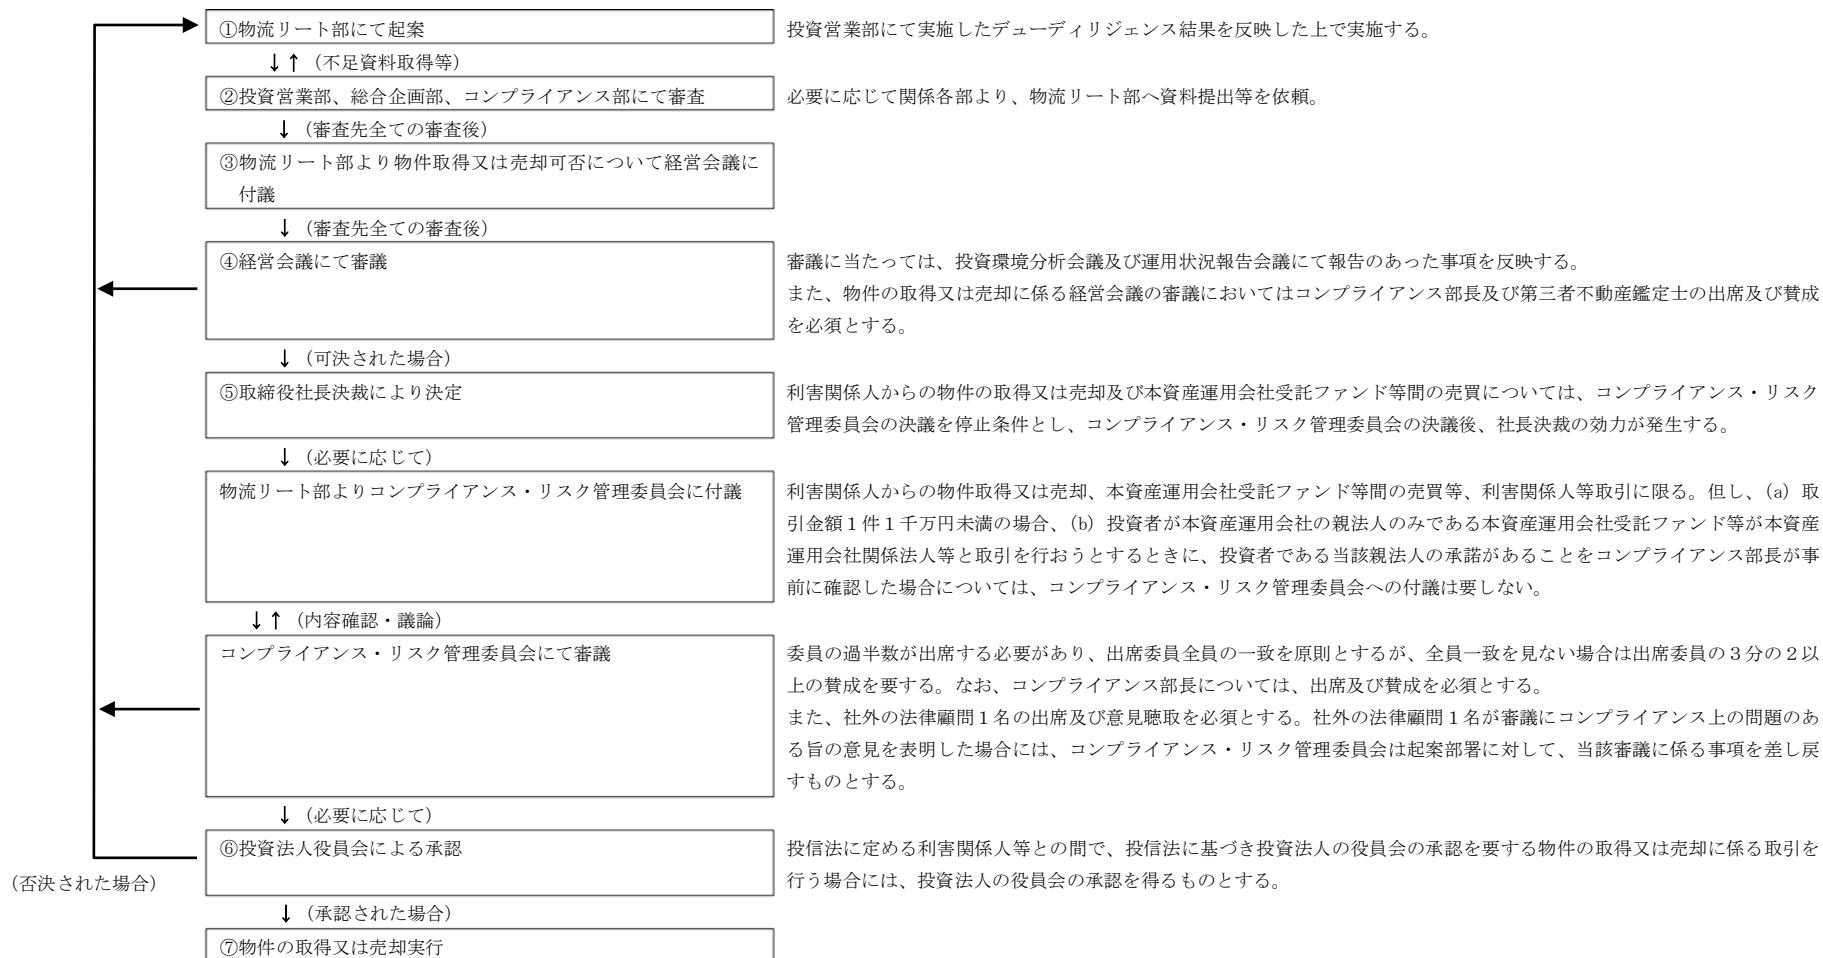 ①物流リート部にて起案
投資営業部にて実施したデューディリジェンス結果を反映した上で実施する。
↓↑（不足資料取得等）
②投資営業部、総合企画部、コンプライアンス部にて審査
必要に応じて関係各部より、物流リート部へ資料提出等を依頼。
↓（審査先全ての審査後）
③物流リート部より物件取得又は売却可否について経営会議に
付議
↓（審査先全ての審査後）
④経営会議にて審議
審議に当たっては、投資環境分析会議及び運用状況報告会議にて報告のあった事項を反映する。
また、物件の取得又は売却に係る経営会議の審議においてはコンプライアンス部長及び第三者不動産鑑定士の出席及び賛成
を必須とする。
↓（可決された場合）
⑤取締役社長決裁により決定
利害関係人からの物件の取得又は売却及び本資産運用会社受託ファンド等間の売買については、コンプライアンス・リスク
管理委員会の決議を停止条件とし、コンプライアンス・リスク管理委員会の決議後、社長決裁の効力が発生する。
↓（必要に応じて）
物流リート部よりコンプライアンス・リスク管理委員会に付議
利害関係人からの物件取得又は売却、本資産運用会社受託ファンド等間の売買等、利害関係人等取引に限る。但し、(a) 取
引金額１件１千万円未満の場合、(b) 投資者が本資産運用会社の親法人のみである本資産運用会社受託ファンド等が本資産
運用会社関係法人等と取引を行おうとするときに、投資者である当該親法人の承諾があることをコンプライアンス部長が事
前に確認した場合については、コンプライアンス・リスク管理委員会への付議は要しない。
↓↑（内容確認・議論）
コンプライアンス・リスク管理委員会にて審議
委員の過半数が出席する必要があり、出席委員全員の一致を原則とするが、全員一致を見ない場合は出席委員の３分の２以
上の賛成を要する。なお、コンプライアンス部長については、出席及び賛成を必須とする。
また、社外の法律顧問１名の出席及び意見聴取を必須とする。社外の法律顧問１名が審議にコンプライアンス上の問題のあ
る旨の意見を表明した場合には、コンプライアンス・リスク管理委員会は起案部署に対して、当該審議に係る事項を差し戻
すものとする。
↓（必要に応じて）
⑥投資法人役員会による承認
投信法に定める利害関係人等との間で、投信法に基づき投資法人の役員会の承認を要する物件の取得又は売却に係る取引を
行う場合には、投資法人の役員会の承認を得るものとする。
（否決された場合）
↓（承認された場合）
⑦物件の取得又は売却実行